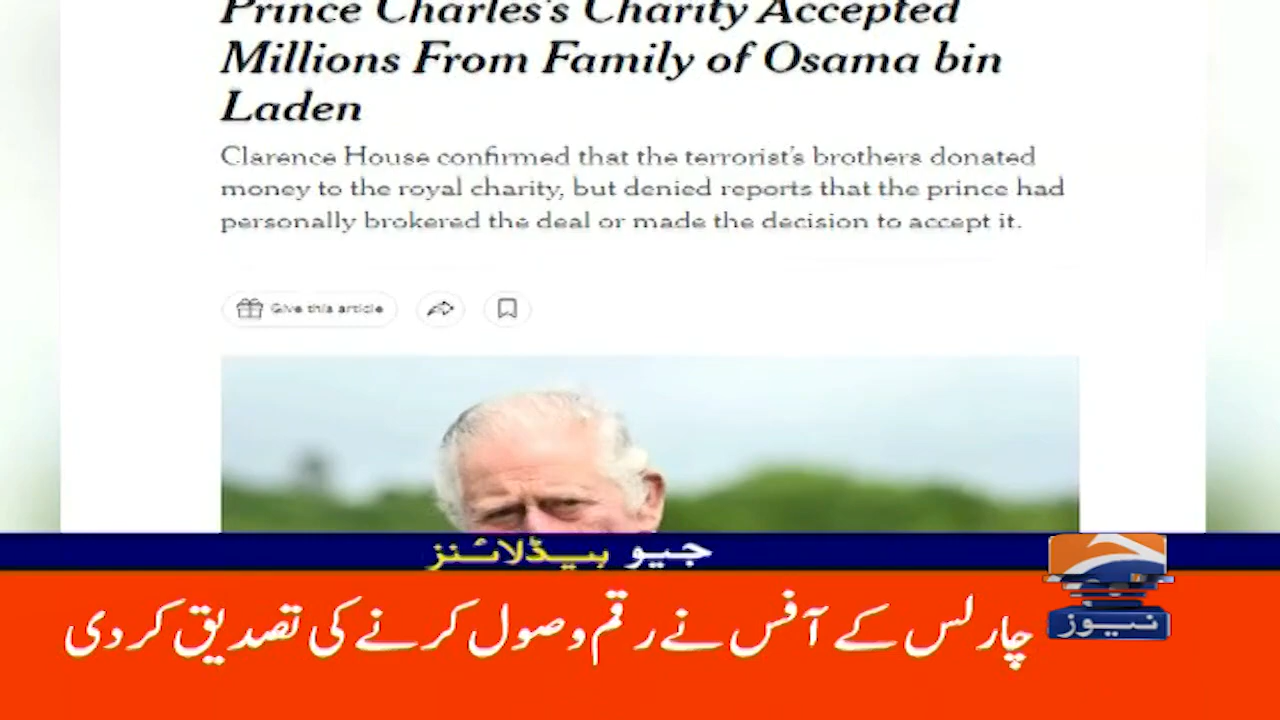 Prince Charles's Charity Accepted
Millions From Family of Osama bin
Laden
Clarence House confirmed that the terrorist's brothers donated
money to the royal charity, but denied reports that the prince had
personally brokered the deal or made the decision to accept it.
Give this article
جیو ہیڈلائنز
چارلس کے آفس نے رقم وصول کرنے کی تصدیق کر دی
نیوز